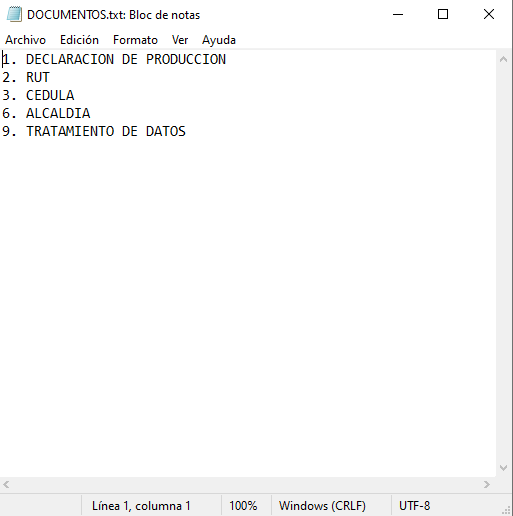 DOCUMENTOS.txt: Bloc de notas
Archivo Edición Formato Ver Ayuda
1. DECLARACION DE PRODUCCION
2. RUT
3. CEDULA
6. ALCALDIA
9. TRATAMIENTO DE DATOS
Línea 1, columna 1 100% Windows (CRLF) UTF-8